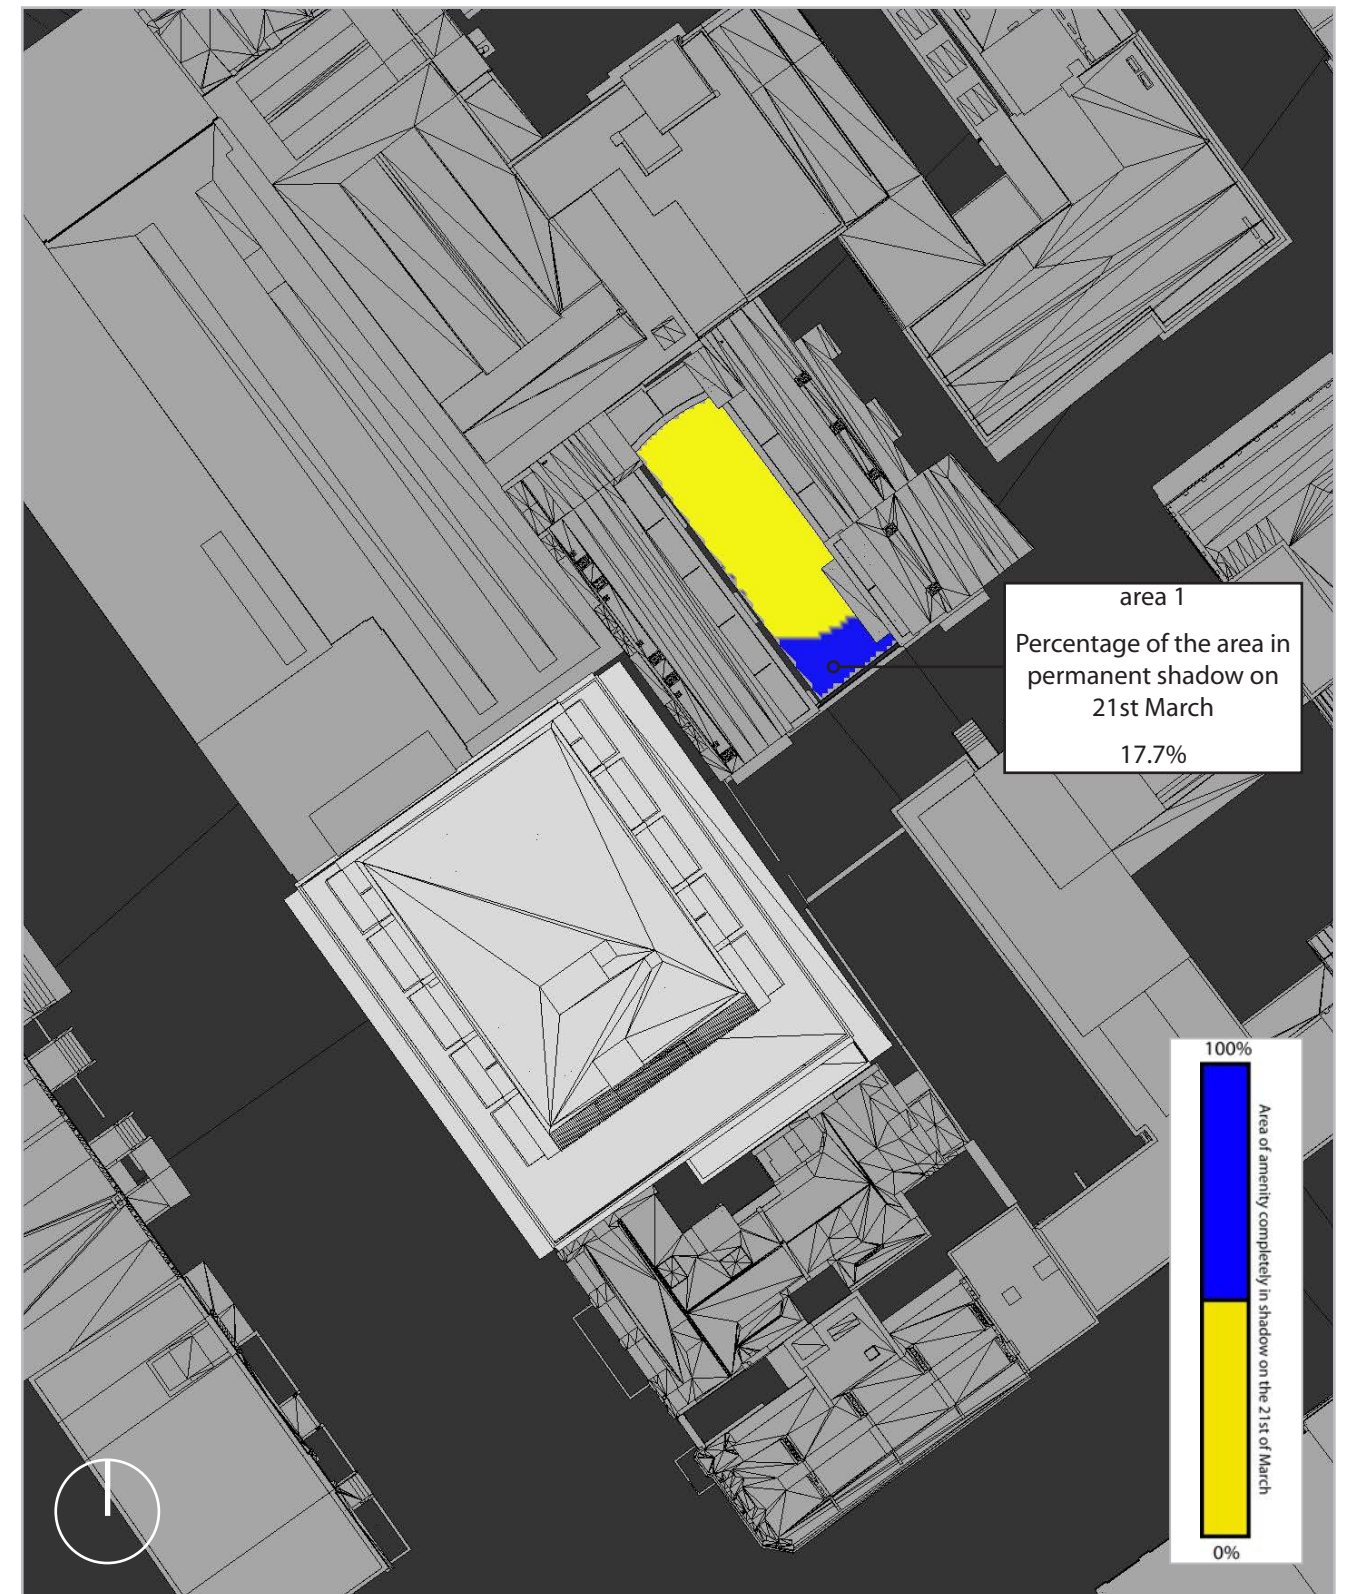 area 1
Percentage of the area in
permanent shadow on
21st March
17.7%
100%
Area of amenity completely in shadow on the 21st of March
0%